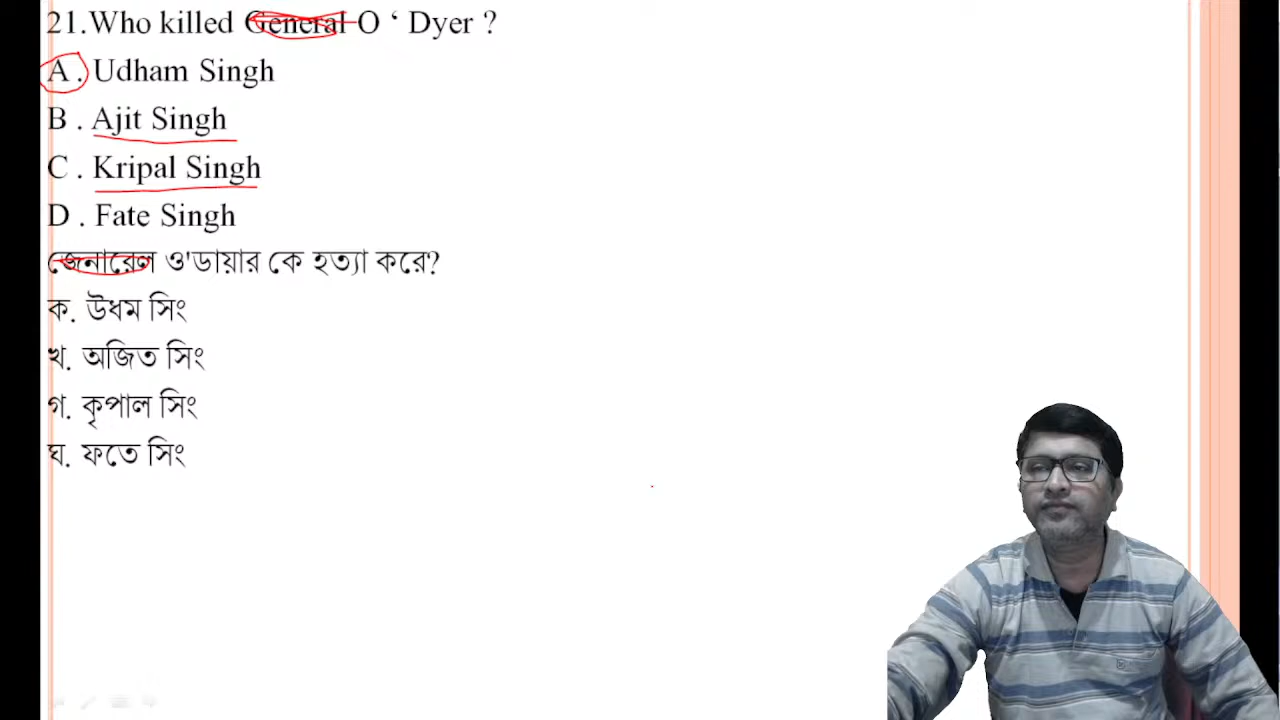 21.Who killed General O ‘ Dyer ?
A . Udham Singh
B . Ajit Singh
C . Kripal Singh
D . Fate Singh
জেনারেল ও'ডায়ার কে হত্যা করে?
ক. উধম সিং
খ. অজিত সিং
গ. কৃপাল সিং
ঘ. ফতে সিং